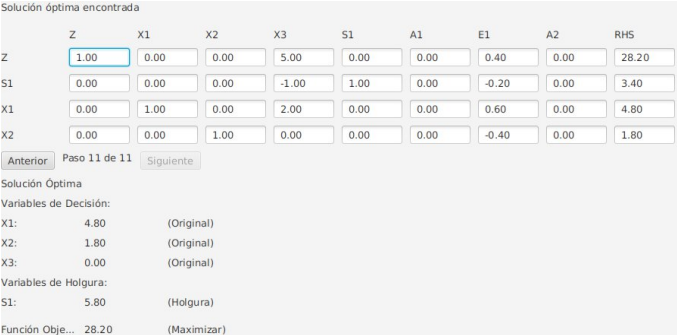 Solución óptima encontrada
Z X1 X2 X3 S1 A1 E1 A2 RHS
Z 1.00 0.00 0.00 5.00 0.00 0.00 0.40 0.00 28.20
S1 0.00 0.00 0.00 -1.00 1.00 0.00 -0.20 0.00 3.40
X1 0.00 1.00 0.00 2.00 0.00 0.00 0.60 0.00 4.80
X2 0.00 0.00 1.00 0.00 0.00 0.00 -0.40 0.00 1.80
Anterior Paso 11 de 11 Siguiente
Solución Óptima
Variables de Decisión:
X1: 4.80 (Original)
X2: 1.80 (Original)
X3: 0.00 (Original)
Variables de Holgura:
S1: 5.80 (Holgura)
Función Obje... 28.20 (Maximizar)